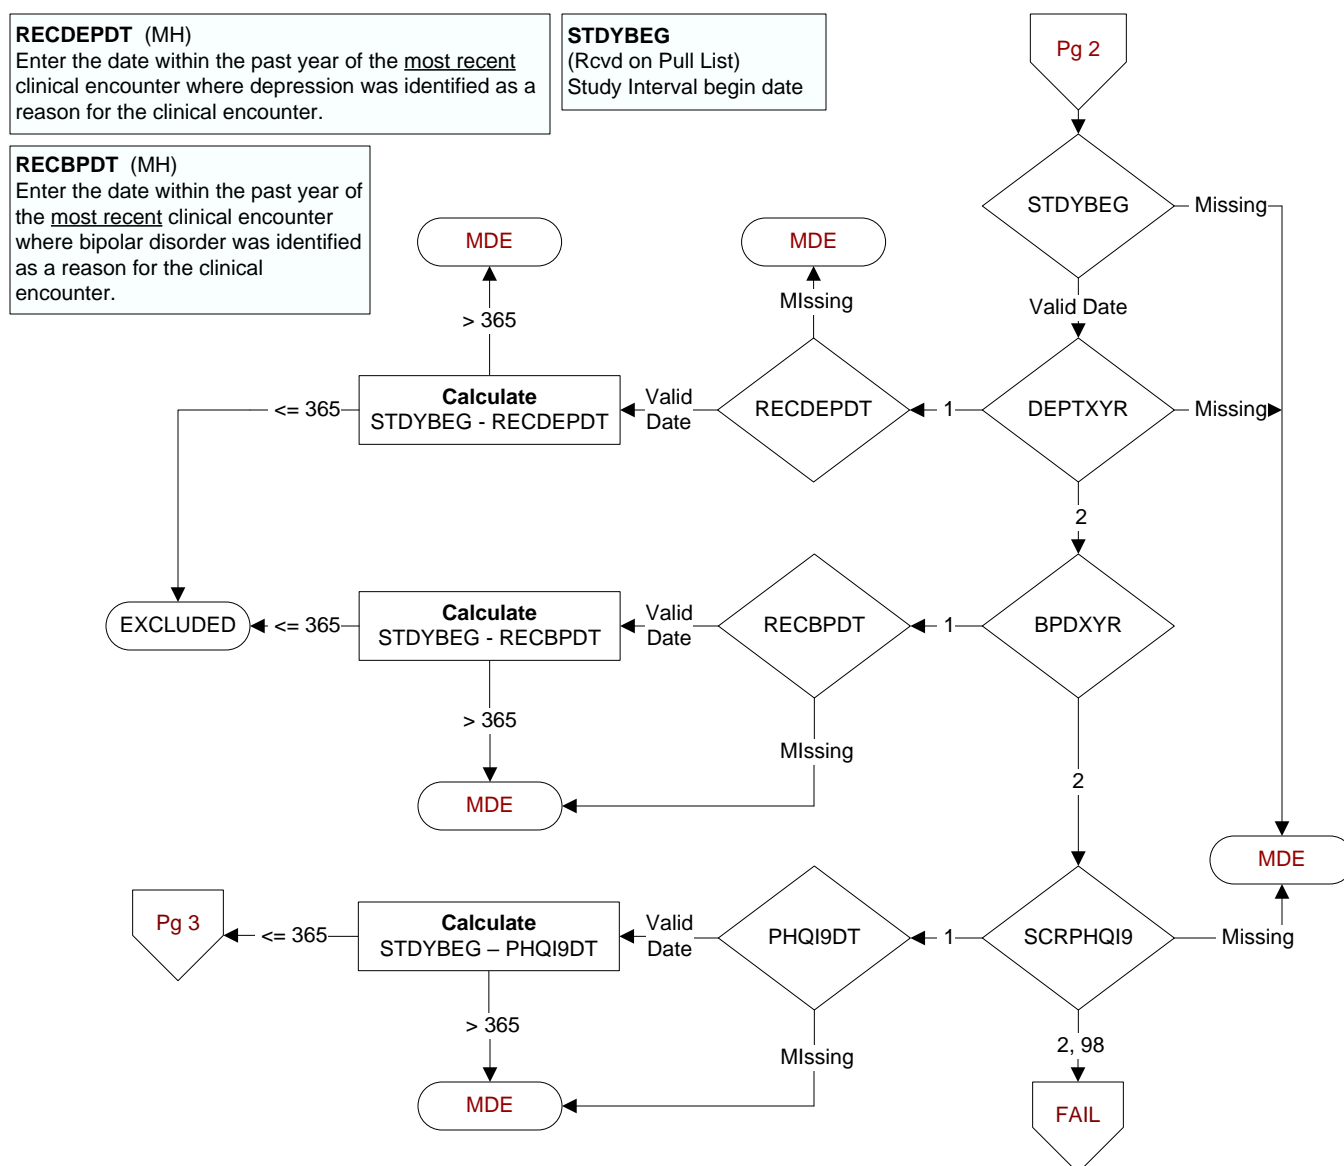 RECDEPDT (MH)
Enter the date within the past year of the most recent
clinical encounter where depression was identified as a
reason for the clinical encounter.
STDYBEG
(Rcvd on Pull List)
Study Interval begin date
Pg 2
RECBPDT (MH)
Enter the date within the past year of
the most recent clinical encounter
where bipolar disorder was identified
as a reason for the clinical
encounter.
STDYBEG
Missing
MDE
MDE
MIssing
Valid Date
> 365
<= 365
Calculate
STDYBEG - RECDEPDT
Valid
Date
RECDEPDT
1
DEPTXYR
Missing
2
EXCLUDED
<= 365
Calculate
STDYBEG - RECBPDT
Valid
Date
RECBPDT
1
BPDXYR
> 365
MIssing
2
MDE
MDE
Pg 3
<= 365
Calculate
STDYBEG – PHQI9DT
Valid
Date
PHQI9DT
1
SCRPHQI9
Missing
> 365
MIssing
2, 98
MDE
FAIL